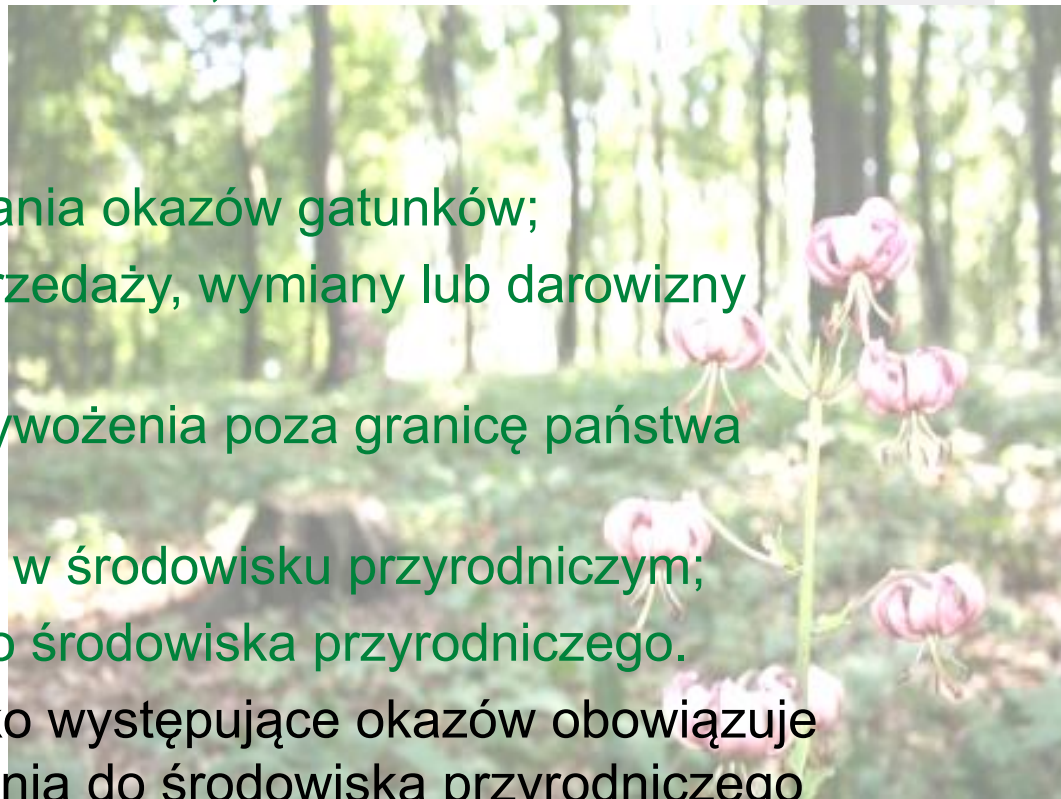 ania okazów gatunków;
rzedaży, wymiany lub darowizny
ywożenia poza granicę państwa
w środowisku przyrodniczym;
o środowiska przyrodniczego.
ko występujące okazów obowiązuje
nia do środowiska przyrodniczego